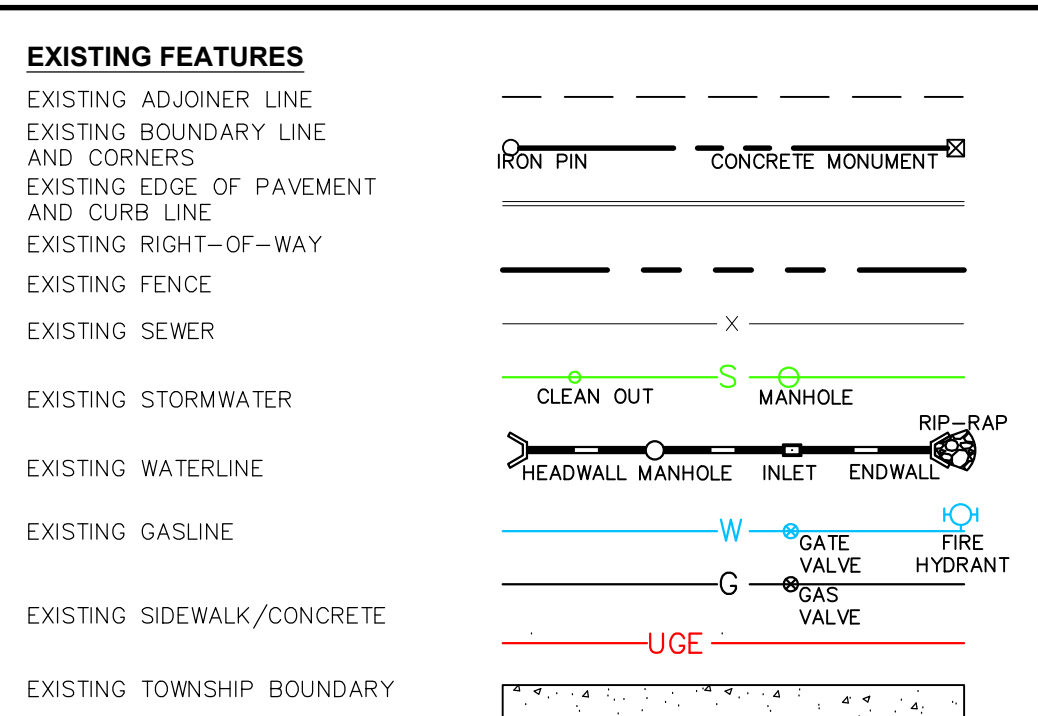 EXISTING FEATURES
EXISTING ADJOINER LINE
EXISTING BOUNDARY LINE
AND CORNERS
IRON PIN
CONCRETE MONUMENT
EXISTING EDGE OF PAVEMENT
AND CURB LINE
EXISTING RIGHT-OF-WAY
EXISTING FENCE
X
EXISTING SEWER
S
CLEAN OUT
MANHOLE
EXISTING STORMWATER
RIP-RAP
HEADWALL
MANHOLE
INLET
ENDWALL
EXISTING WATERLINE
W
GATE
VALVE
FIRE
HYDRANT
EXISTING GASLINE
G
GAS
VALVE
EXISTING SIDEWALK/CONCRETE
UGE
EXISTING TOWNSHIP BOUNDARY